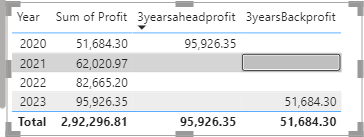 Year Sum of Profit 3yearsaheadprofit 3yearsBackprofit
2020 51,684.30 95,926.35
2021 62,020.97
2022 82,665.20
2023 95,926.35 51,684.30
Total 2,92,296.81 95,926.35 51,684.30